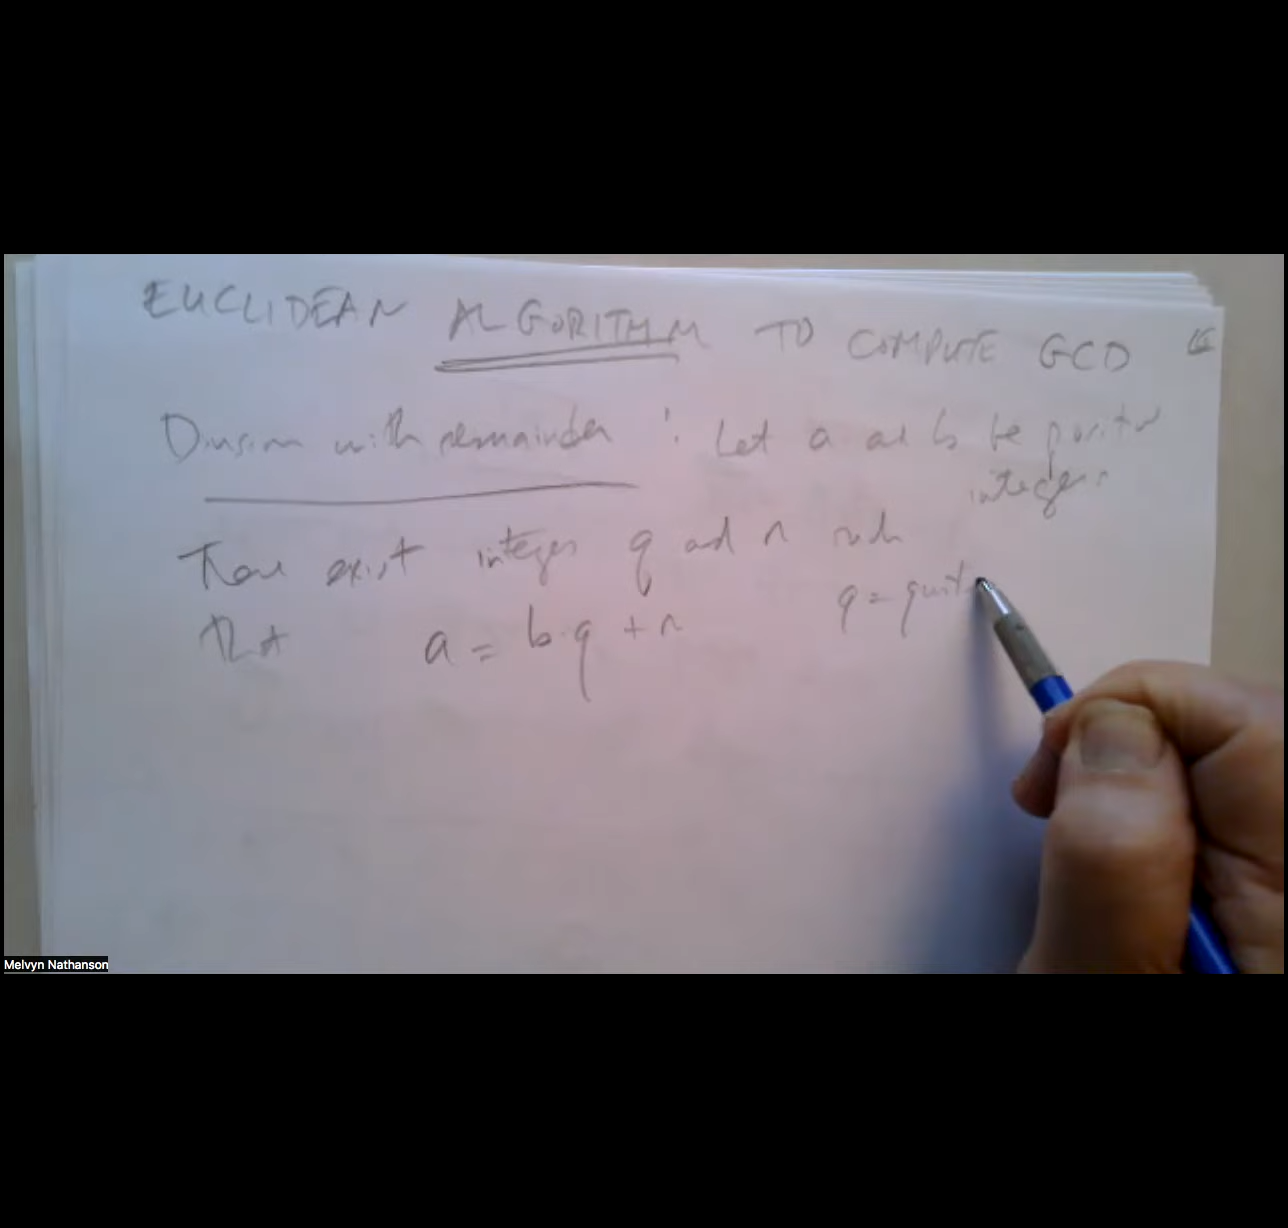 EUCLIDEAN ALGORITHM TO COMPUTE GCD
Division with remainder : Let a and b be positive
integers
There exist integers q and r such
that a = b·q + r
q = quot
Melvyn Nathanson